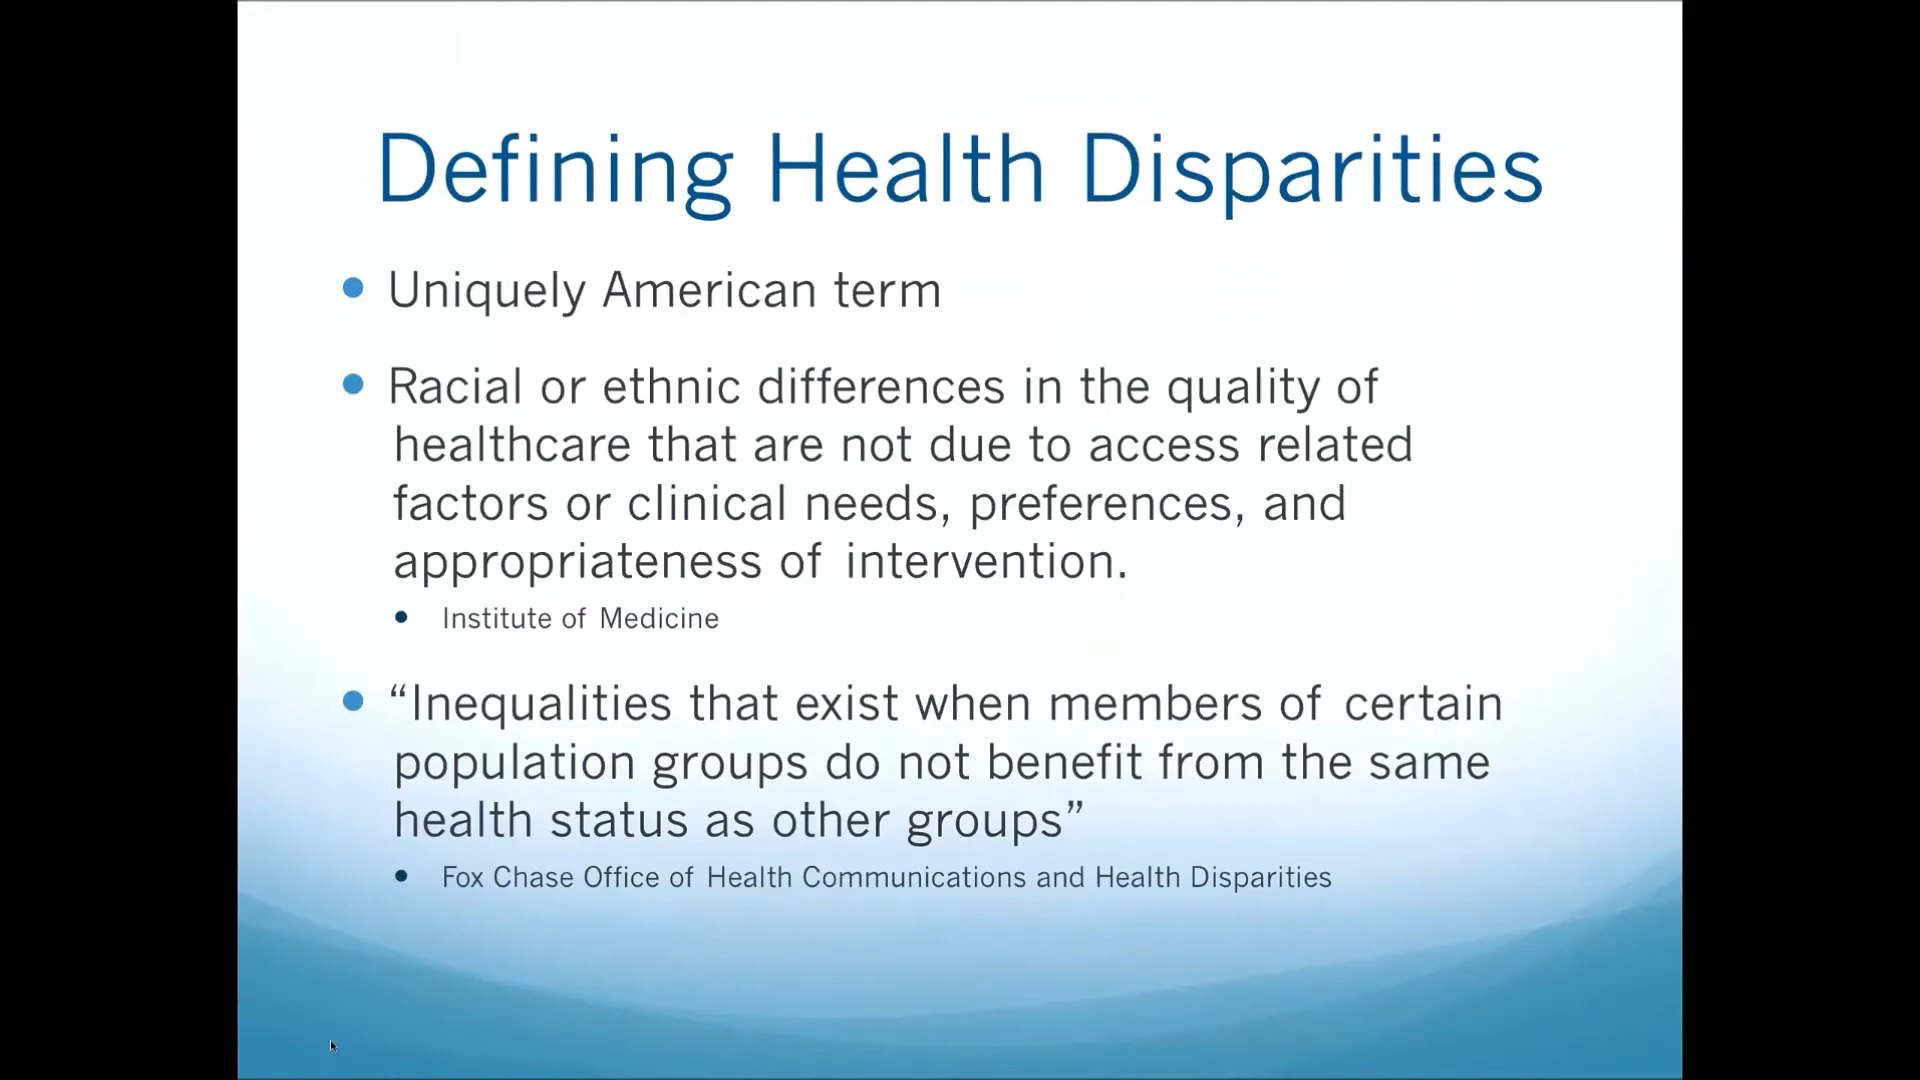 Defining Health Disparities
Uniquely American term
Racial or ethnic differences in the quality of
healthcare that are not due to access related
factors or clinical needs, preferences, and
appropriateness of intervention.
Institute of Medicine
“Inequalities that exist when members of certain
population groups do not benefit from the same
health status as other groups”
Fox Chase Office of Health Communications and Health Disparities